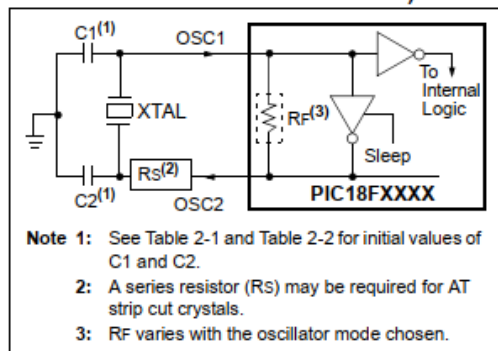 C1(1)
OSC1
To
Internal
Logic
XTAL
RF(3)
Sleep
RS(2)
C2(1)
OSC2
PIC18FXXXX
Note 1: See Table 2-1 and Table 2-2 for initial values of
C1 and C2.
2: A series resistor (RS) may be required for AT
strip cut crystals.
3: RF varies with the oscillator mode chosen.